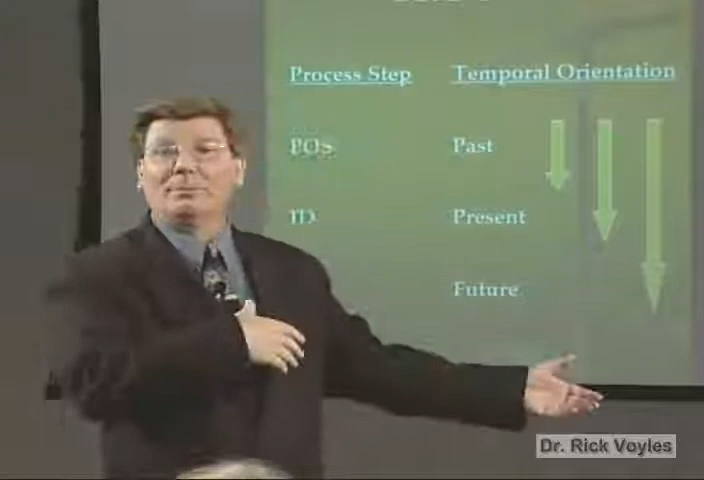 Process Step Temporal Orientation
POS Past
ID Present
Future
Dr. Rick Voyles